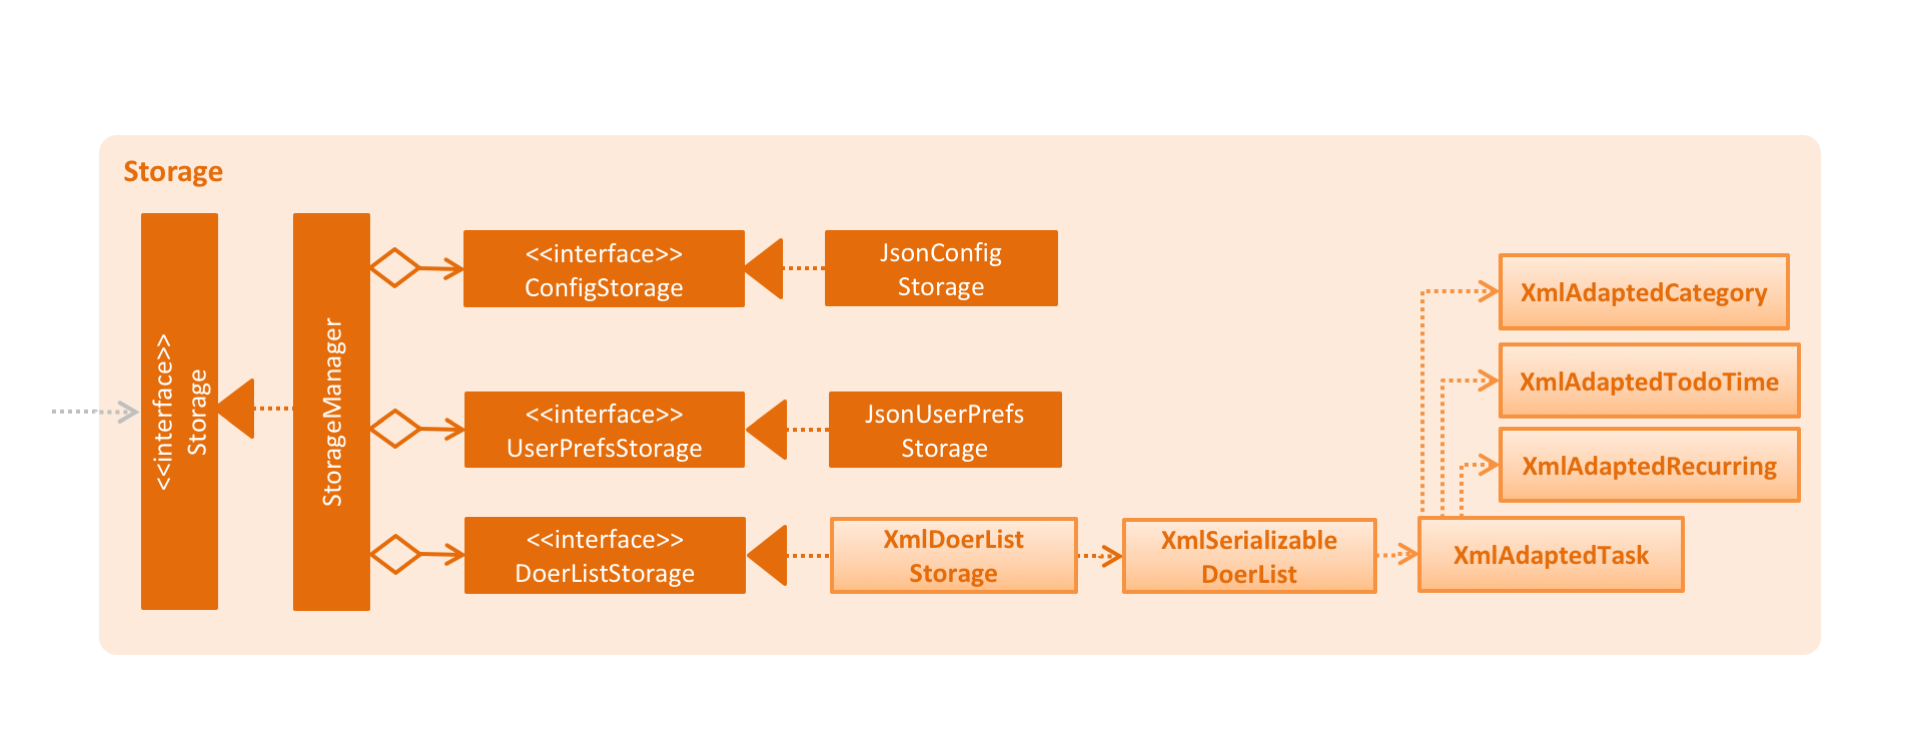 Storage
<<interface>>
Storage
StorageManager
<<interface>>
ConfigStorage
JsonConfig
Storage
<<interface>>
UserPrefsStorage
JsonUserPrefs
Storage
<<interface>>
DoerListStorage
XmlDoerList
Storage
XmlSerializable
DoerList
XmlAdaptedTask
XmlAdaptedCategory
XmlAdaptedTodoTime
XmlAdaptedRecurring